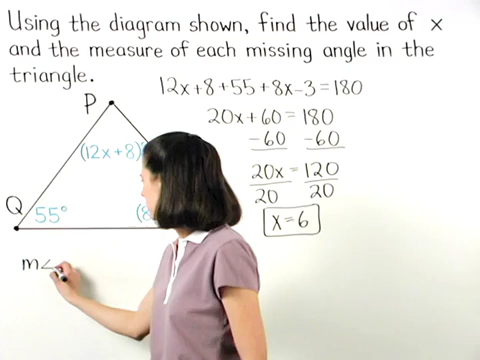 Using the diagram shown, find the value of x
and the measure of each missing angle in the
triangle.
12x+8+55+8x-3=180
P
20x+60=180
-60 -60
(12x+8)°
20x = 120
20 20
Q
55°
(8
x=6
m∠